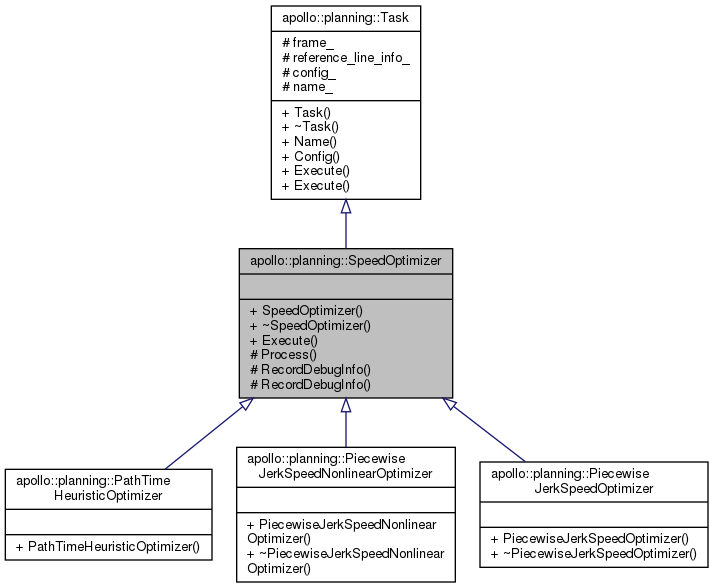 apollo::planning::Task
# frame_
# reference_line_info_
# config_
# name_
+ Task()
+ ~Task()
+ Name()
+ Config()
+ Execute()
+ Execute()
apollo::planning::SpeedOptimizer
+ SpeedOptimizer()
+ ~SpeedOptimizer()
+ Execute()
# Process()
# RecordDebugInfo()
# RecordDebugInfo()
apollo::planning::PathTime
HeuristicOptimizer
+ PathTimeHeuristicOptimizer()
apollo::planning::Piecewise
JerkSpeedNonlinearOptimizer
+ PiecewiseJerkSpeedNonlinear
Optimizer()
+ ~PiecewiseJerkSpeedNonlinear
Optimizer()
apollo::planning::Piecewise
JerkSpeedOptimizer
+ PiecewiseJerkSpeedOptimizer()
+ ~PiecewiseJerkSpeedOptimizer()